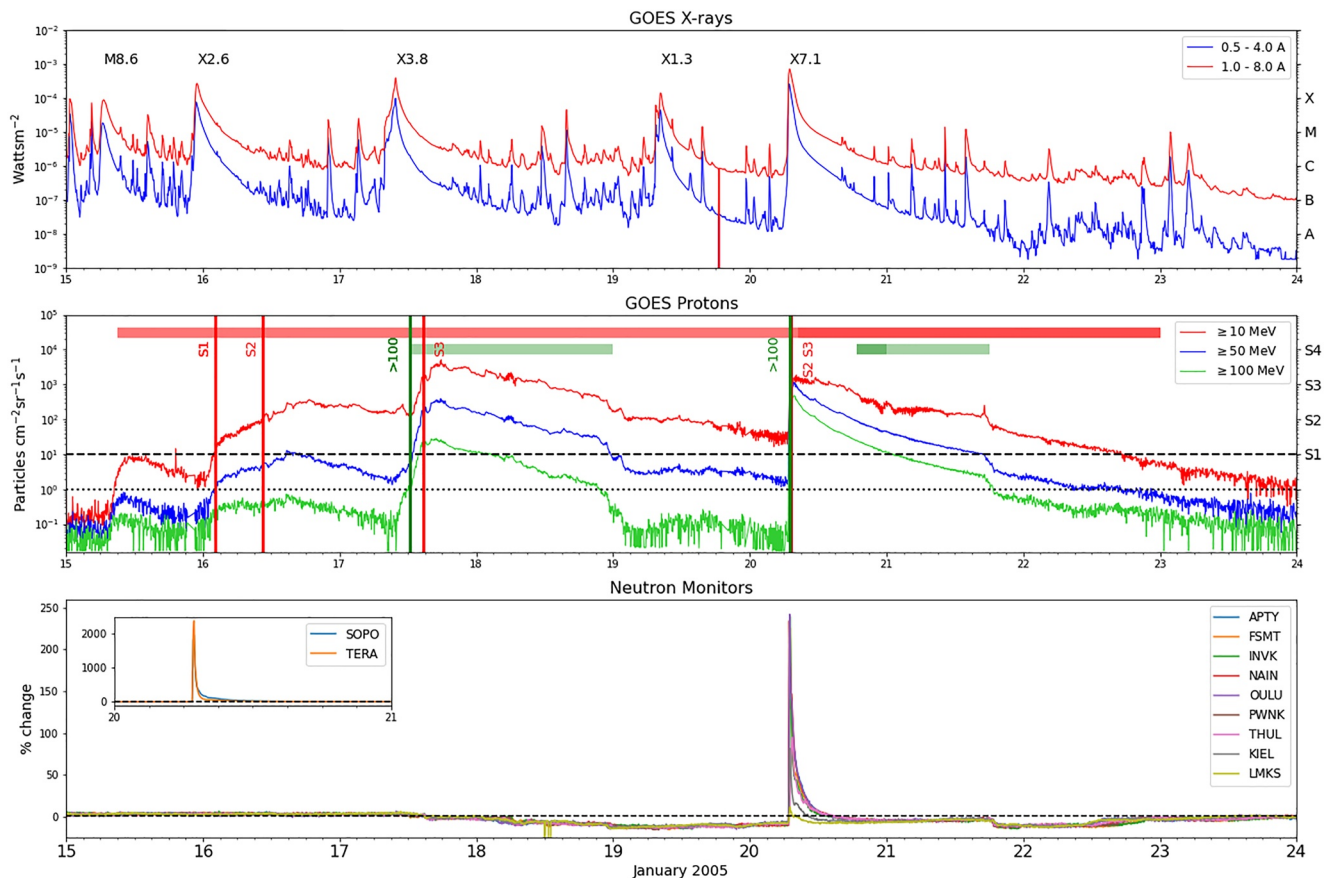 GOES X-rays
10⁻²
10⁻³
10⁻⁴
10⁻⁵
10⁻⁶
10⁻⁷
10⁻⁸
10⁻⁹
Wattsm⁻²
M8.6 X2.6 X3.8 X1.3 X7.1
0.5 - 4.0 A
1.0 - 8.0 A
X
M
C
B
A
15 16 17 18 19 20 21 22 23 24
GOES Protons
10⁵
10⁴
10³
10²
10¹
10⁰
10⁻¹
Particles cm⁻²sr⁻¹s⁻¹
S1 S2 >100 S3 >100 S2 S3
≥10 MeV
≥50 MeV
≥100 MeV
S4
S3
S2
S1
15 16 17 18 19 20 21 22 23 24
Neutron Monitors
250
200
150
100
50
0
% change
2000
1000
0
20 21
SOPO
TERA
APTY
FSMT
INVK
NAIN
OULU
PWNK
THUL
KIEL
LMKS
15 16 17 18 19 20 21 22 23 24
January 2005